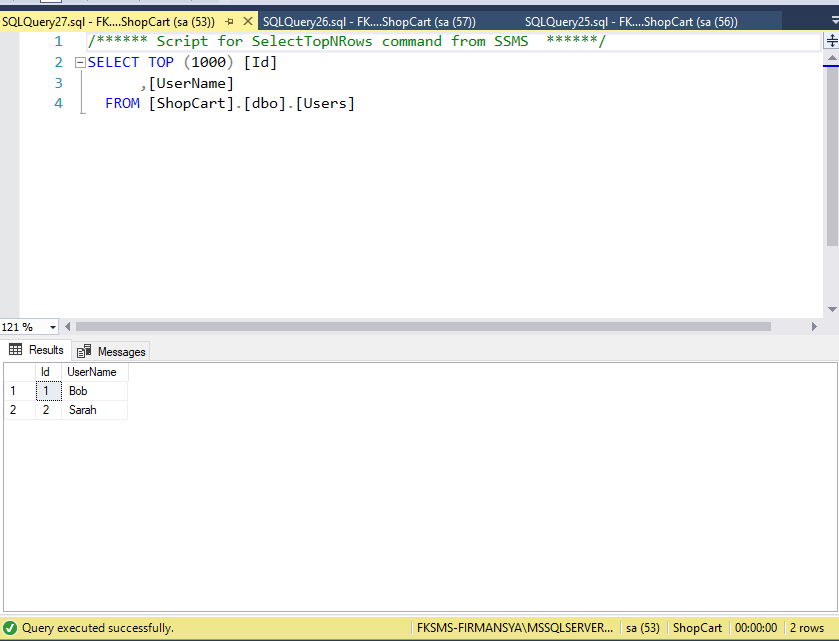 SQLQuery27.sql - FK....ShopCart (sa (53)) SQLQuery26.sql - FK....ShopCart (sa (57)) SQLQuery25.sql - FK....ShopCart (sa (56))
1 /****** Script for SelectTopNRows command from SSMS ******/
2 SELECT TOP (1000) [Id]
3 ,[UserName]
4 FROM [ShopCart].[dbo].[Users]
121 %
Results Messages
Id UserName
1 1 Bob
2 2 Sarah
Query executed successfully. FKSMS-FIRMANSYA\MSSQLSERVER... sa (53) ShopCart 00:00:00 2 rows